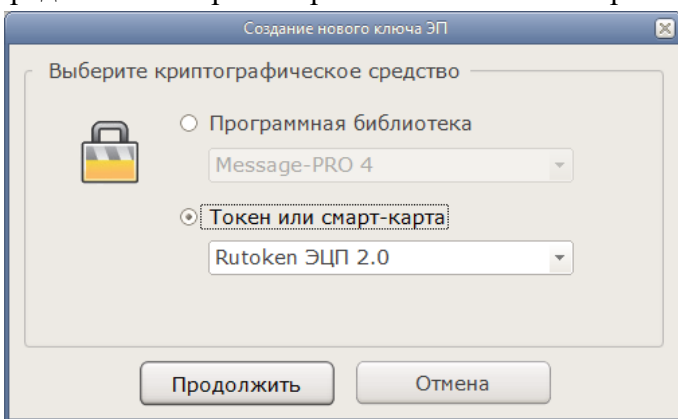 Создание нового ключа ЭП
Выберите криптографическое средство
Программная библиотека
Message-PRO 4
Токен или смарт-карта
Rutoken ЭЦП 2.0
Продолжить
Отмена